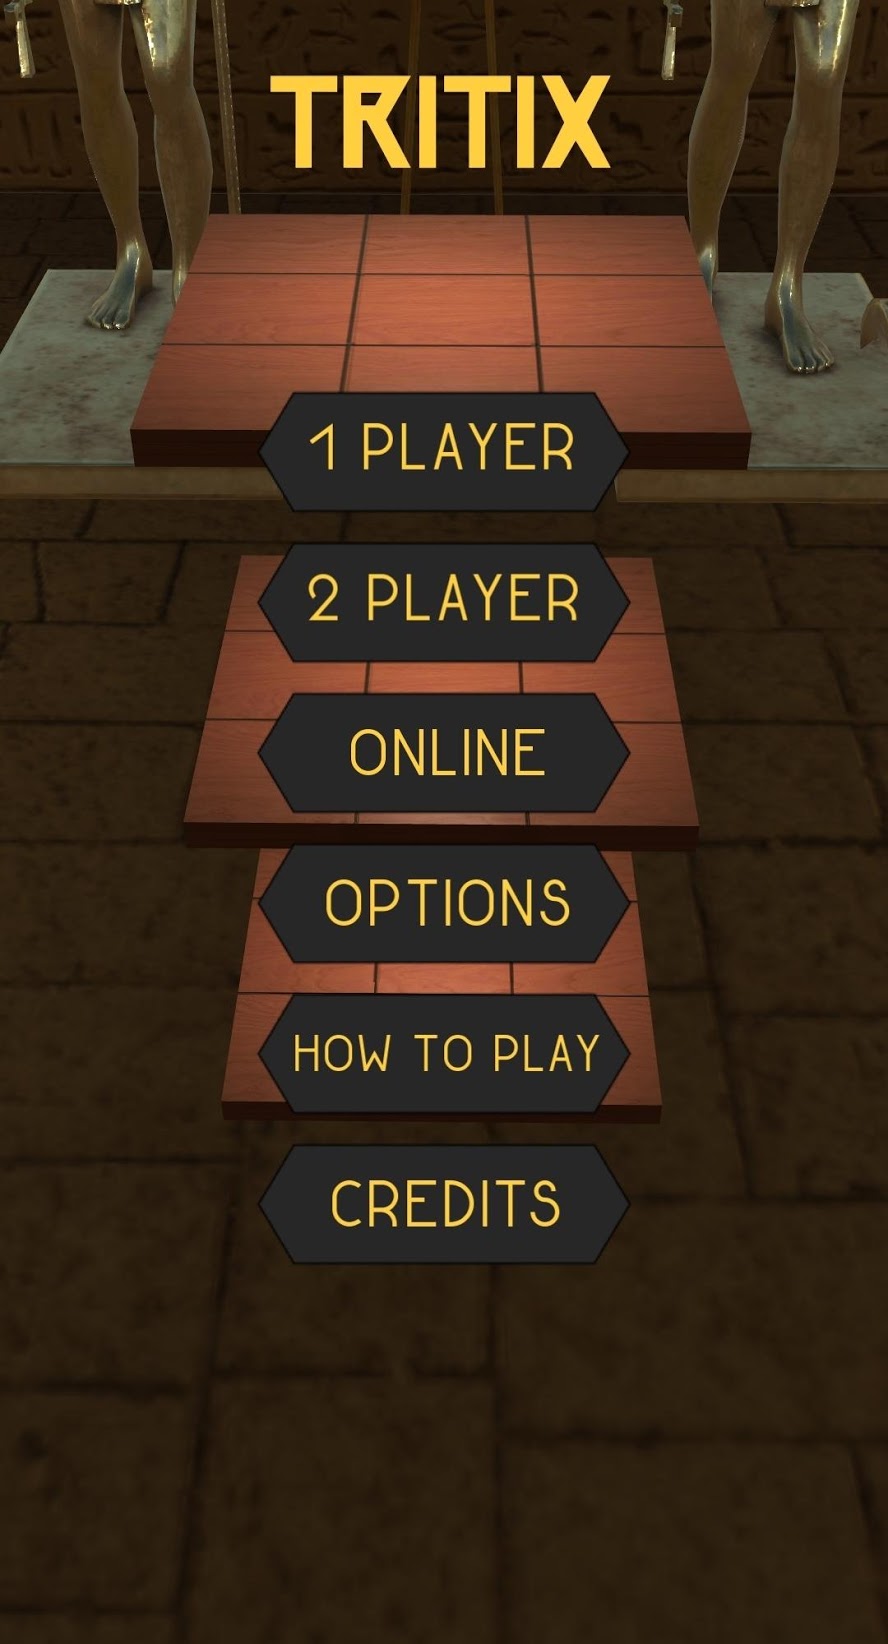 TRITIX
1 PLAYER
2 PLAYER
ONLINE
OPTIONS
HOW TO PLAY
CREDITS